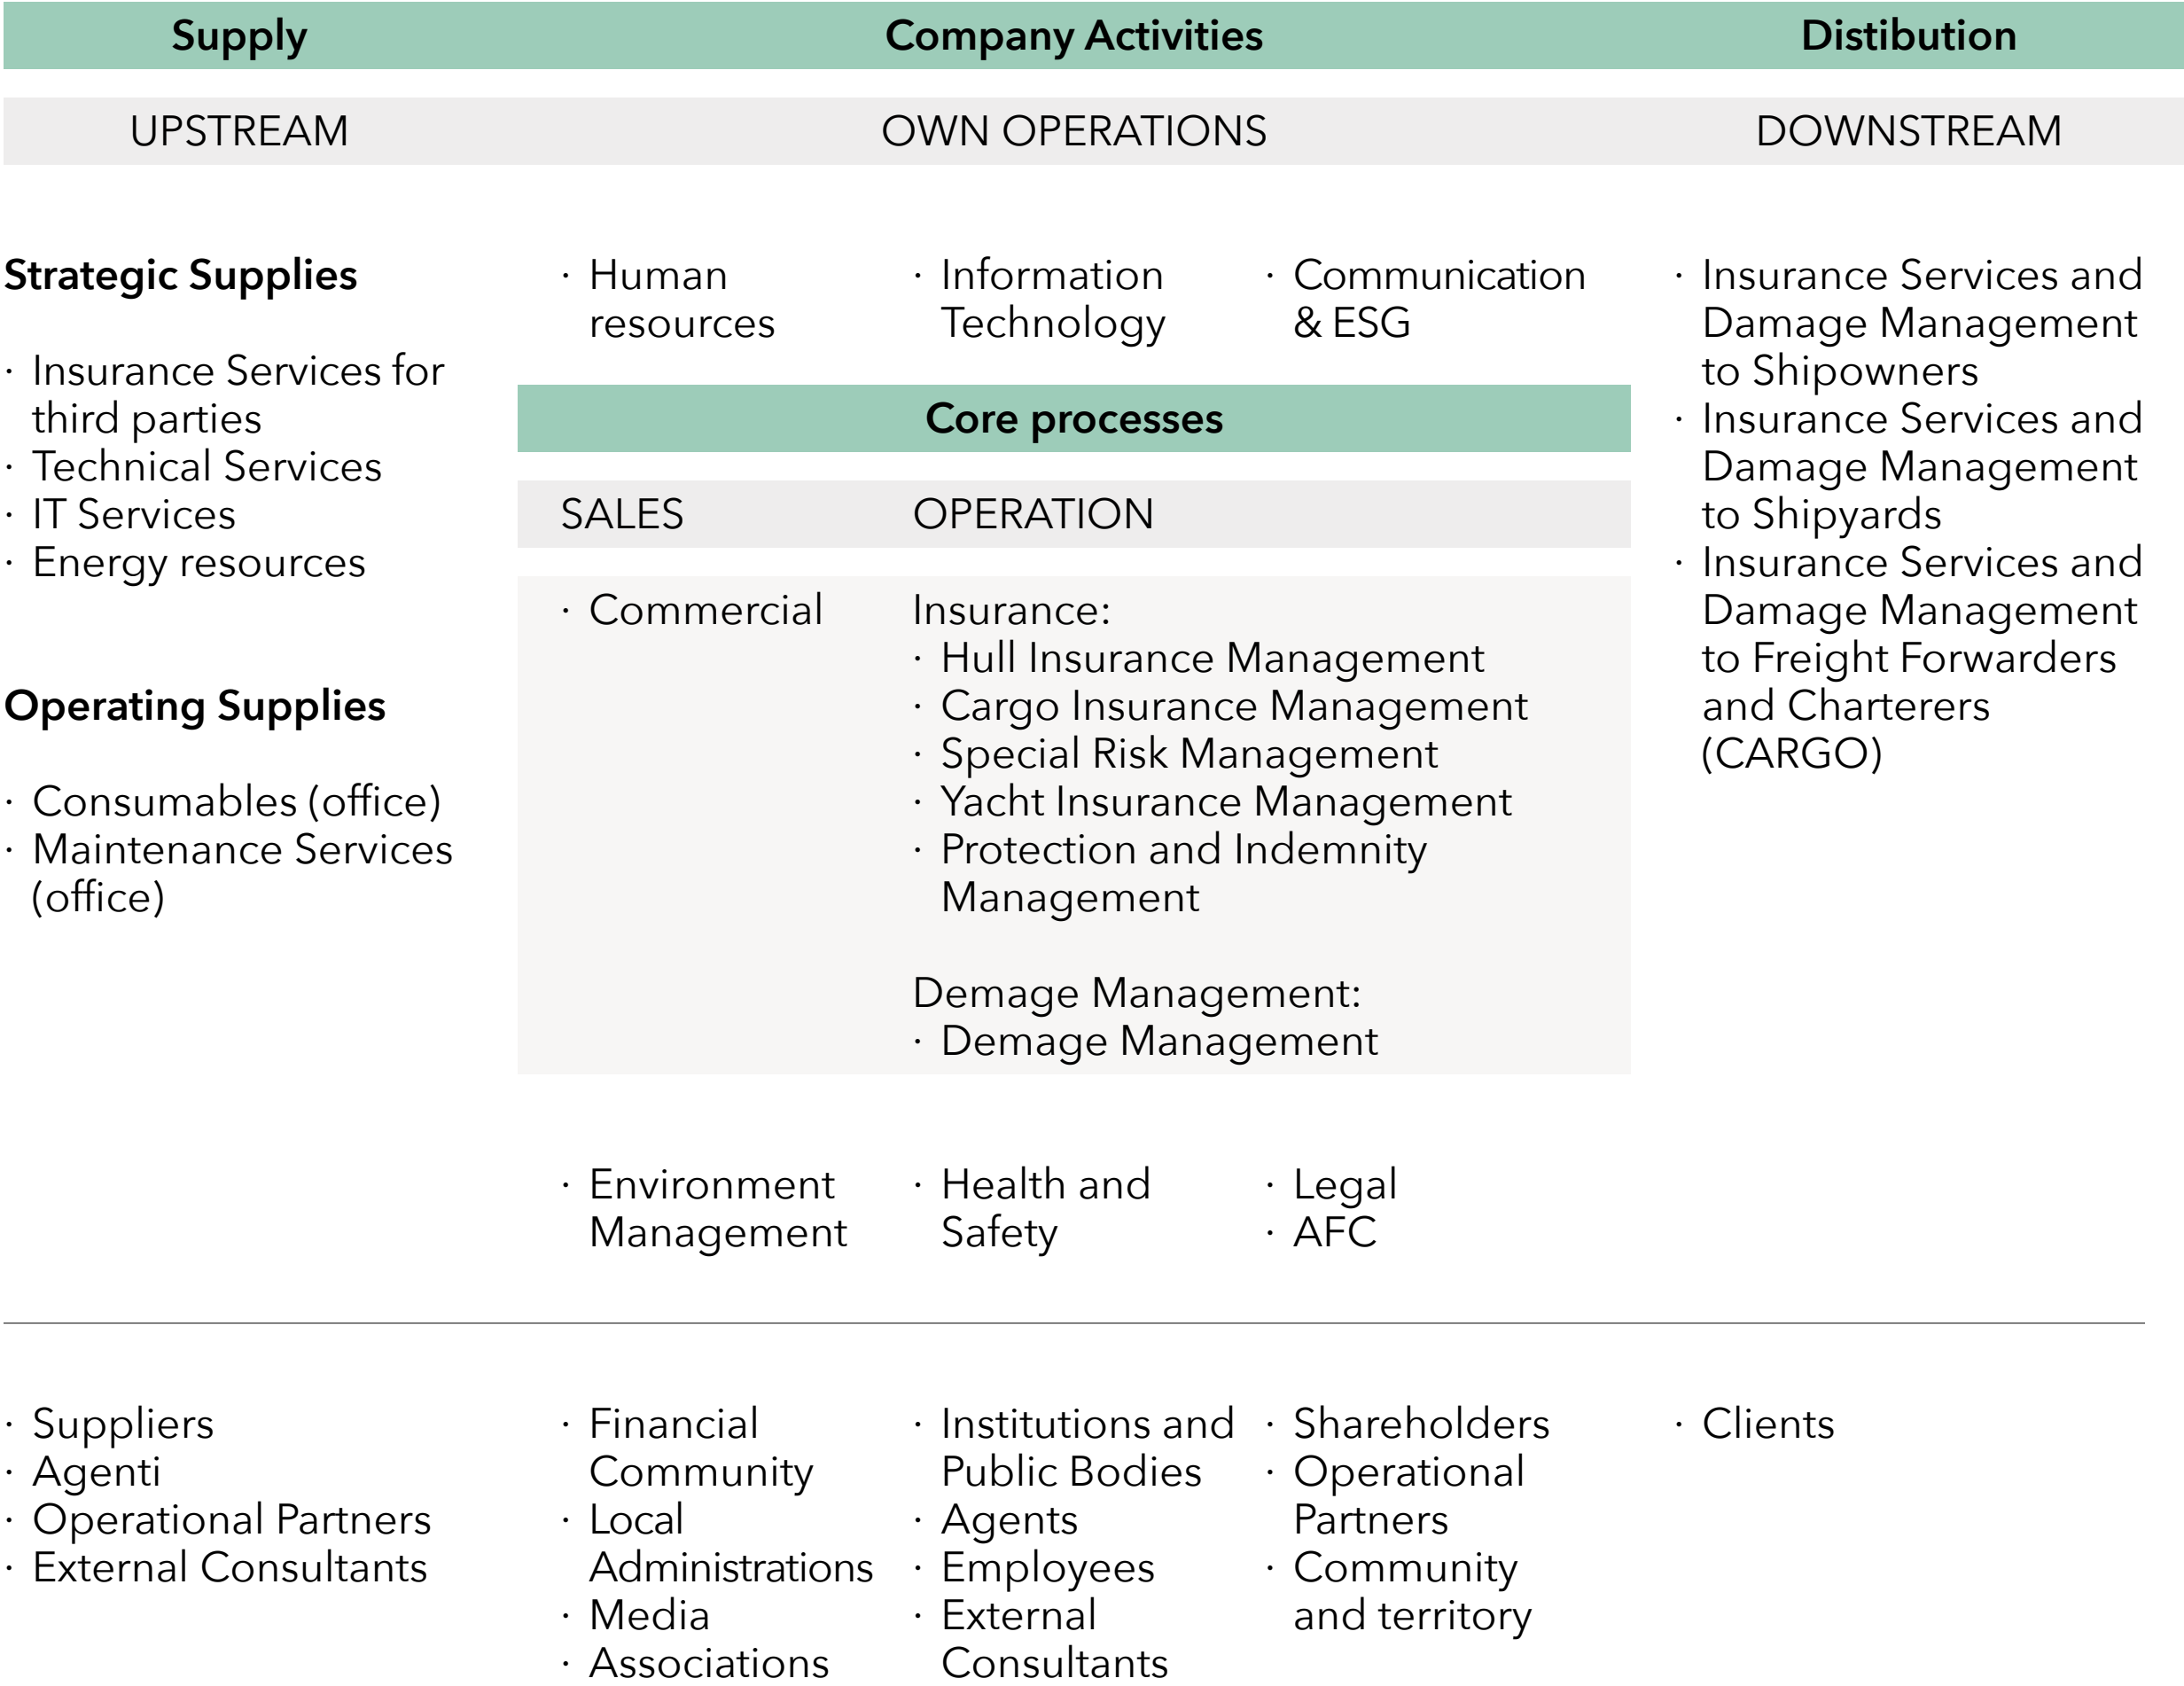 Supply
Company Activities
Distibution
UPSTREAM
OWN OPERATIONS
DOWNSTREAM
Strategic Supplies
· Insurance Services for
third parties
· Technical Services
· IT Services
· Energy resources
Operating Supplies
· Consumables (office)
· Maintenance Services
(office)
· Human
resources
· Information
Technology
· Communication
& ESG
Core processes
SALES
OPERATION
· Commercial
Insurance:
· Hull Insurance Management
· Cargo Insurance Management
· Special Risk Management
· Yacht Insurance Management
· Protection and Indemnity
Management
Demage Management:
· Demage Management
· Environment
Management
· Health and
Safety
· Legal
· AFC
· Insurance Services and
Damage Management
to Shipowners
· Insurance Services and
Damage Management
to Shipyards
· Insurance Services and
Damage Management
to Freight Forwarders
and Charterers
(CARGO)
· Suppliers
· Agenti
· Operational Partners
· External Consultants
· Financial
Community
· Local
Administrations
· Media
· Associations
· Institutions and
Public Bodies
· Agents
· Employees
· External
Consultants
· Shareholders
· Operational
Partners
· Community
and territory
· Clients